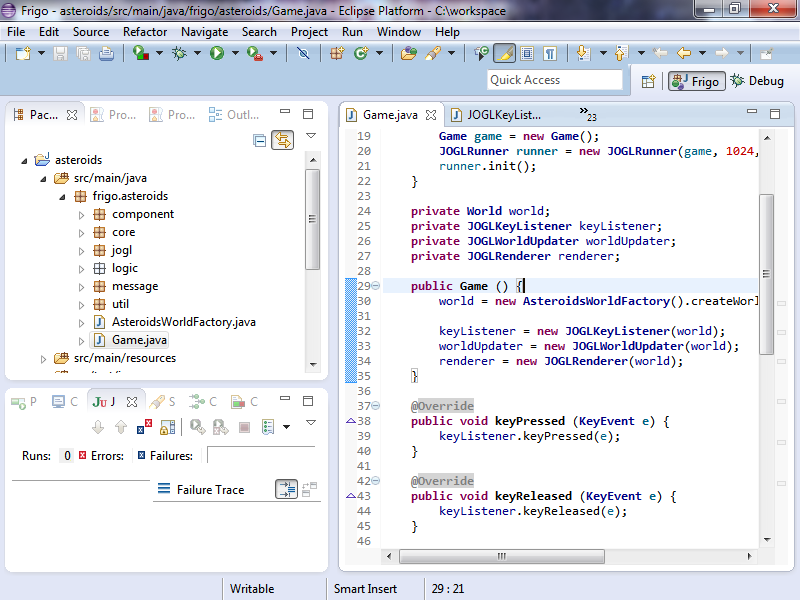 Frigo - asteroids/src/main/java/frigo/asteroids/Game.java - Eclipse Platform - C:\workspace
File Edit Source Refactor Navigate Search Project Run Window Help
Quick Access
Frigo Debug
Pac... Pro... Pro... Outl...
asteroids
src/main/java
frigo.asteroids
component
core
jogl
logic
message
util
AsteroidsWorldFactory.java
Game.java
src/main/resources
P C Ju J S C C
Runs: 0 Errors: Failures:
Failure Trace
Game.java JOGLKeyList... »23
19 Game game = new Game();
20 JOGLRunner runner = new JOGLRunner(game, 1024,
21 runner.init();
22 }
23
24 private World world;
25 private JOGLKeyListener keyListener;
26 private JOGLWorldUpdater worldUpdater;
27 private JOGLRenderer renderer;
28
29 public Game () {
30 world = new AsteroidsWorldFactory().createWorl
31
32 keyListener = new JOGLKeyListener(world);
33 worldUpdater = new JOGLWorldUpdater(world);
34 renderer = new JOGLRenderer(world);
35 }
36
37 @Override
38 public void keyPressed (KeyEvent e) {
39 keyListener.keyPressed(e);
40 }
41
42 @Override
43 public void keyReleased (KeyEvent e) {
44 keyListener.keyReleased(e);
45 }
46
Writable Smart Insert 29 : 21